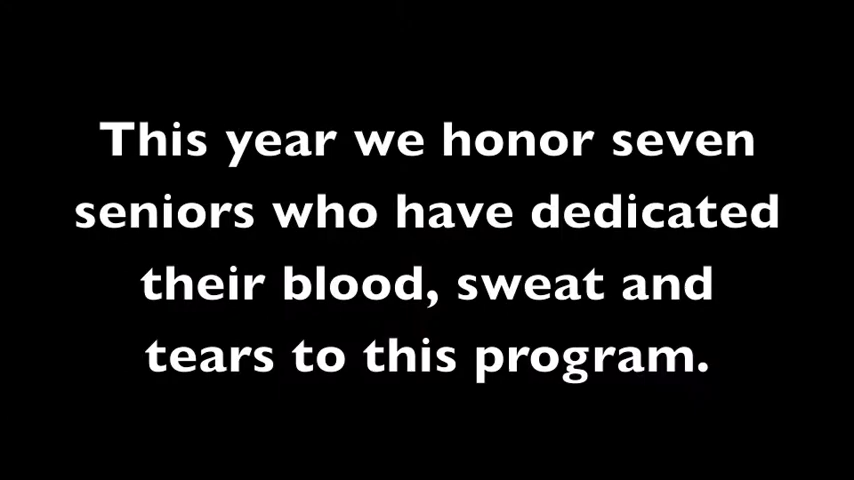 This year we honor seven
seniors who have dedicated
their blood, sweat and
tears to this program.